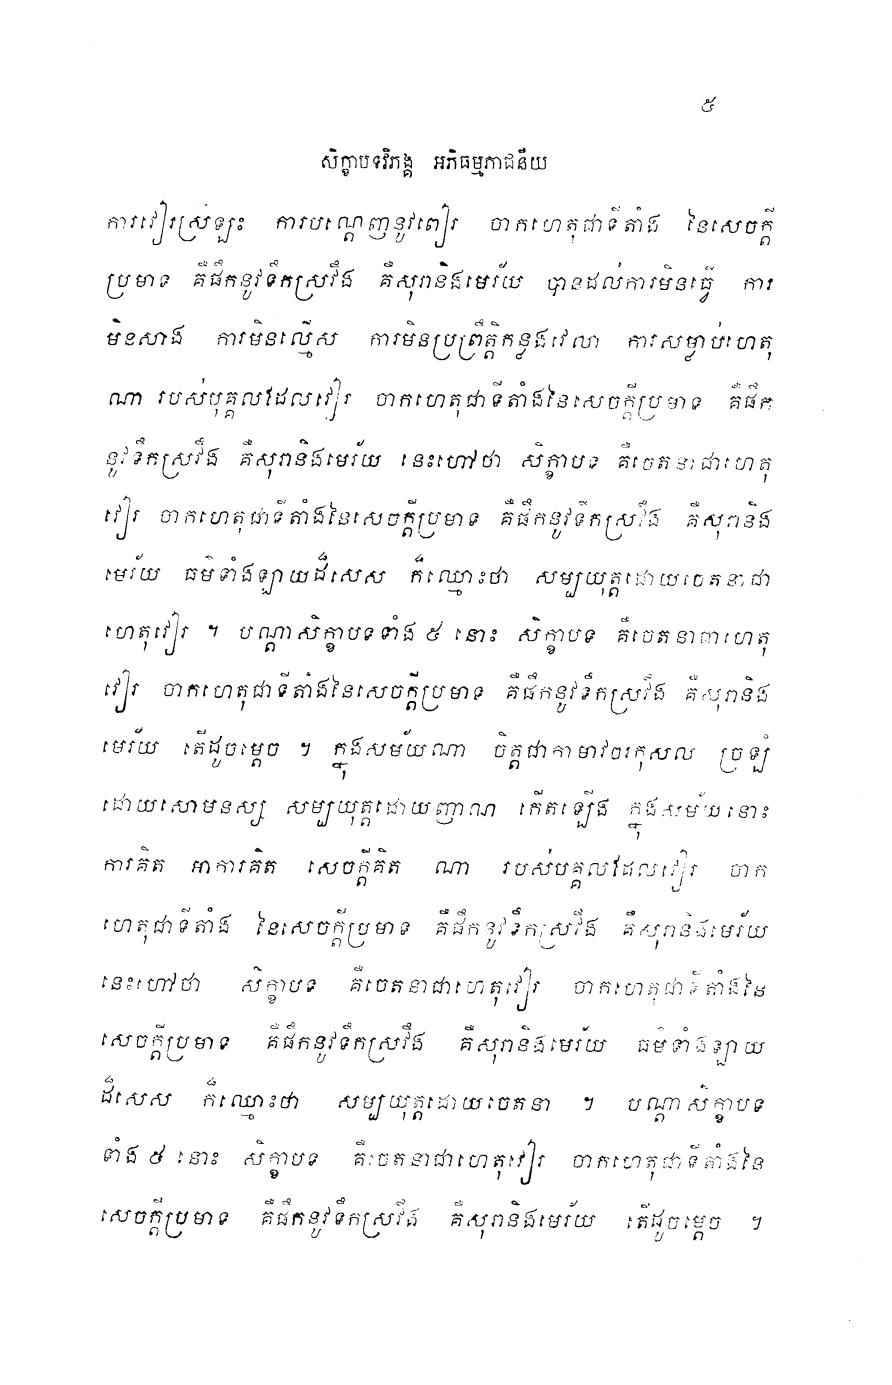 ៥
សិក្ខាបទវិភង្គ អភិធម្មភាជនីយ
ការវៀរស្រឡះ ការបណ្តេញនូវពៀរ ចាកហេតុជាទីតាំង នៃសេចក្តី
ប្រមាទ គឺផឹកនូវទឹកស្រវឹង គឺសុរានិងមេរ័យ បានដល់ការមិនធ្វើ ការ
មិនសាង ការមិនល្មើស ការមិនប្រព្រឹត្តិកន្លងវេលា ការសម្លាប់ហេតុ
ណា របស់បុគ្គលដែលវៀរ ចាកហេតុជាទីតាំងនៃសេចក្តីប្រមាទ គឺផឹក
នូវទឹកស្រវឹង គឺសុរានិងមេរ័យ នេះហៅថា សិក្ខាបទ គឺចេតនាជាហេតុ
វៀរ ចាកហេតុជាទីតាំងនៃសេចក្តីប្រមាទ គឺផឹកនូវទឹកស្រវឹង គឺសុរានិង
មេរ័យ ធម៌ទាំងឡាយដ៏សេស ក៏ឈ្មោះថា សម្បយុត្តដោយចេតនាជា
ហេតុវៀរ ។ បណ្តាសិក្ខាបទទាំង ៥ នោះ សិក្ខាបទ គឺចេតនាជាហេតុ
វៀរ ចាកហេតុជាទីតាំងនៃសេចក្តីប្រមាទ គឺផឹកនូវទឹកស្រវឹង គឺសុរានិង
មេរ័យ តើដូចម្តេច ។ ក្នុងសម័យណា ចិត្តជាកាមាវចរកុសល ច្រឡំ
ដោយសោមនស្ស សម្បយុត្តដោយញាណ កើតឡើង ក្នុងសម័យនោះ
ការគិត អាការគិត សេចក្តីគិត ណា របស់បុគ្គលដែលវៀរ ចាក
ហេតុជាទីតាំង នៃសេចក្តីប្រមាទ គឺផឹកនូវទឹកស្រវឹង គឺសុរានិងមេរ័យ
នេះហៅថា សិក្ខាបទ គឺចេតនាជាហេតុវៀរ ចាកហេតុជាទីតាំងនៃ
សេចក្តីប្រមាទ គឺផឹកនូវទឹកស្រវឹង គឺសុរានិងមេរ័យ ធម៌ទាំងឡាយ
ដ៏សេស ក៏ឈ្មោះថា សម្បយុត្តដោយចេតនា ។ បណ្តាសិក្ខាបទ
ទាំង ៥ នោះ សិក្ខាបទ គឺចេតនាជាហេតុវៀរ ចាកហេតុជាទីតាំងនៃ
សេចក្តីប្រមាទ គឺផឹកនូវទឹកស្រវឹង គឺសុរានិងមេរ័យ តើដូចម្តេច ។